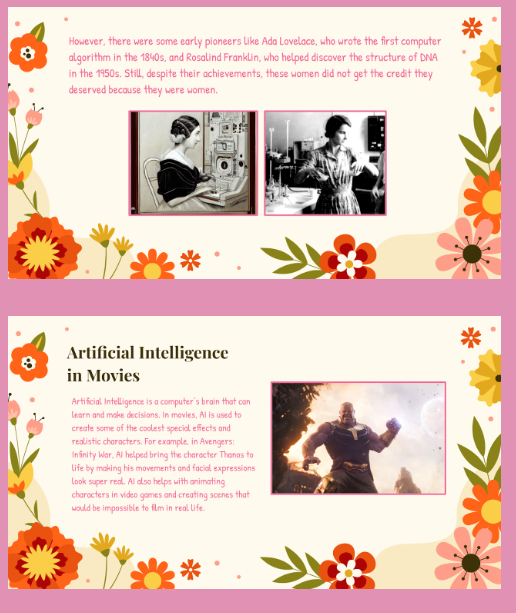 However, there were some early pioneers like Ada Lovelace, who wrote the first computer
algorithm in the 1840s, and Rosalind Franklin, who helped discover the structure of DNA
in the 1950s. Still, despite their achievements, these women did not get the credit they
deserved because they were women.
Artificial Intelligence
in Movies
Artificial Intelligence is a computer's brain that can
learn and make decisions. In movies, AI is used to
create some of the coolest special effects and
realistic characters. For example, in Avengers:
Infinity War, AI helped bring the character Thanos to
life by making his movements and facial expressions
look super real. AI also helps with animating
characters in video games and creating scenes that
would be impossible to film in real life.